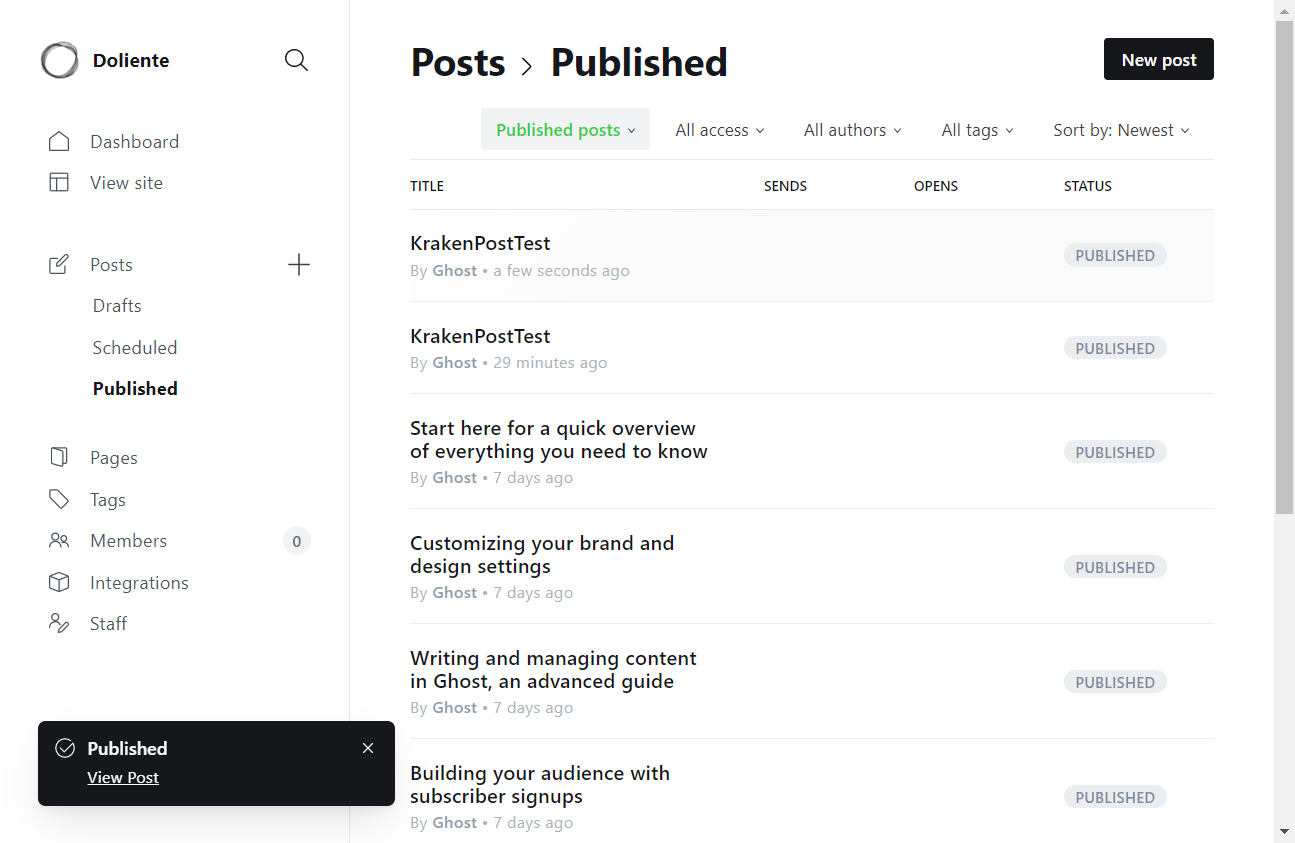 Doliente
Dashboard
View site
Posts
Drafts
Scheduled
Published
Pages
Tags
Members 0
Integrations
Staff
Published
View Post
Posts > Published
New post
Published posts
All access
All authors
All tags
Sort by: Newest
TITLE SENDS OPENS STATUS
KrakenPostTest
By Ghost • a few seconds ago
PUBLISHED
KrakenPostTest
By Ghost • 29 minutes ago
PUBLISHED
Start here for a quick overview
of everything you need to know
By Ghost • 7 days ago
PUBLISHED
Customizing your brand and
design settings
By Ghost • 7 days ago
PUBLISHED
Writing and managing content
in Ghost, an advanced guide
By Ghost • 7 days ago
PUBLISHED
Building your audience with
subscriber signups
By Ghost • 7 days ago
PUBLISHED